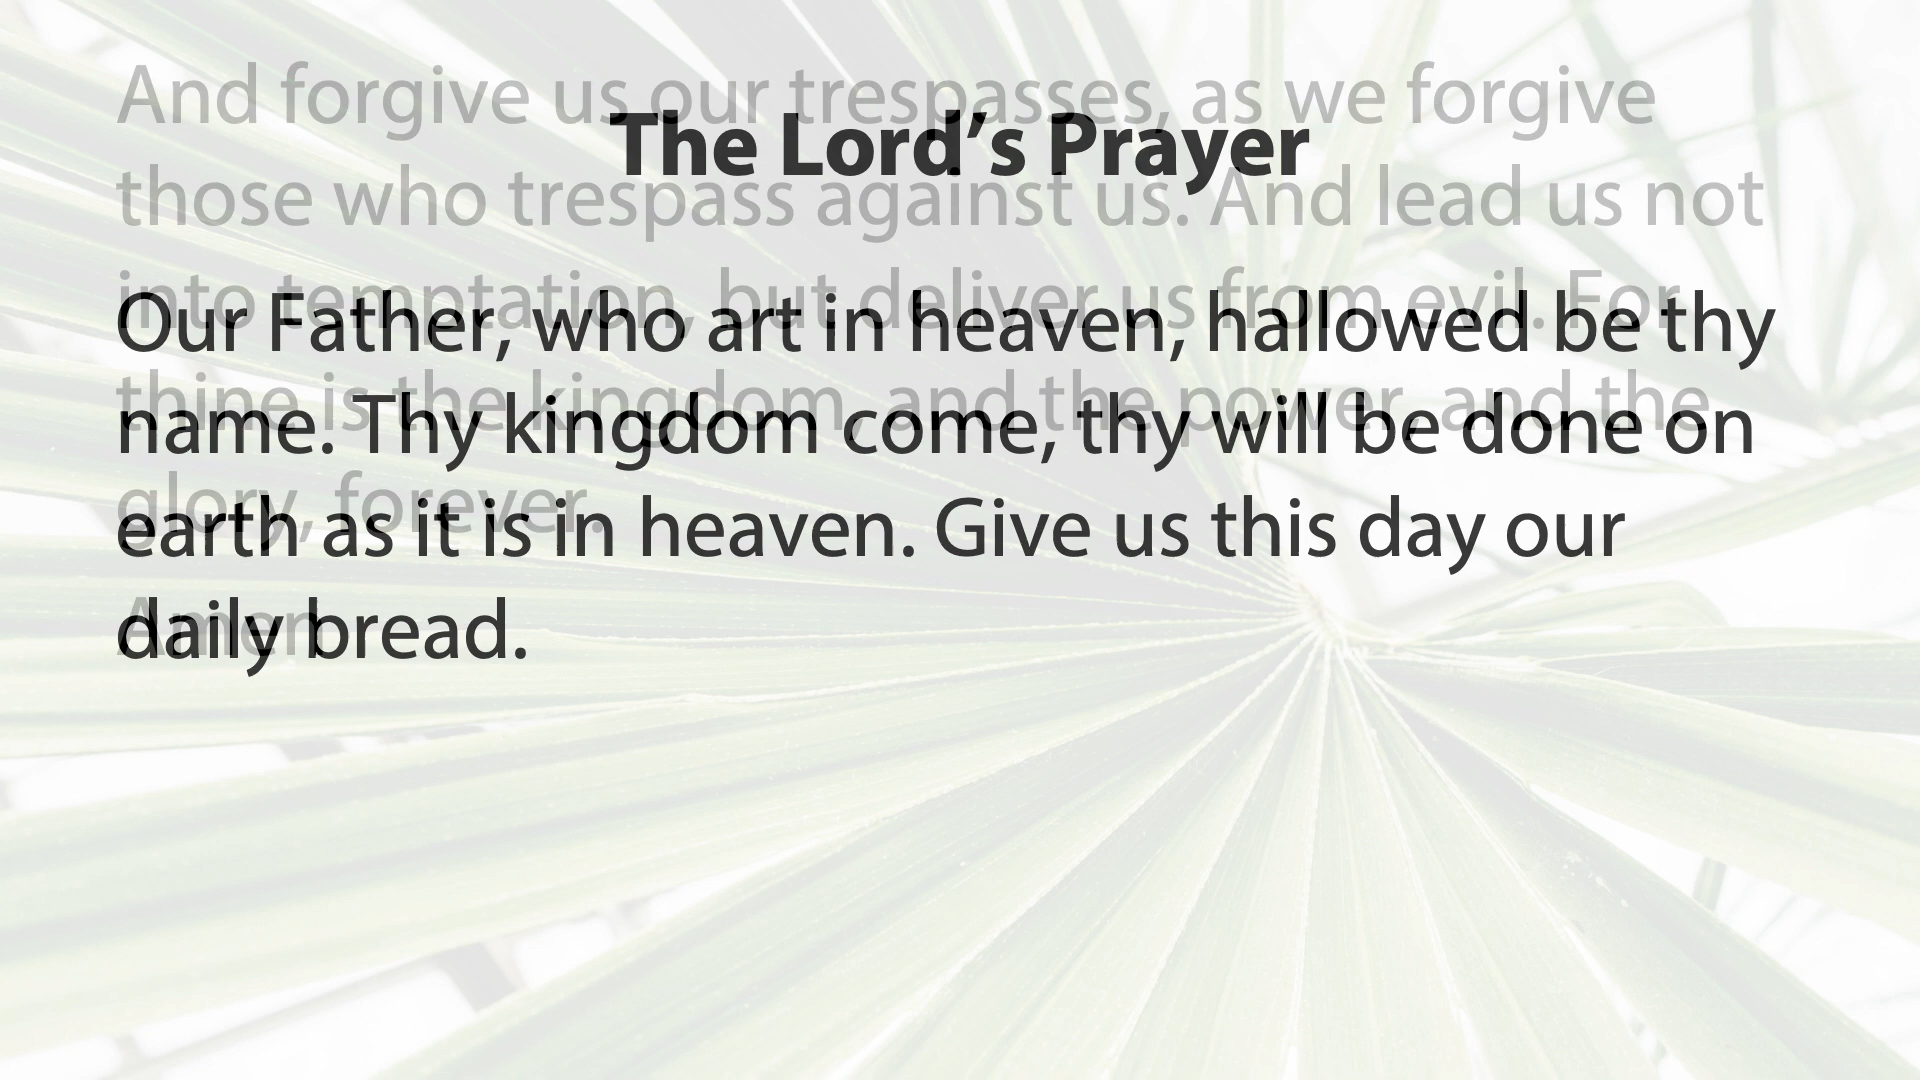 The Lord’s Prayer
Our Father, who art in heaven, hallowed be thy
name. Thy kingdom come, thy will be done on
earth as it is in heaven. Give us this day our
daily bread.
And forgive us our trespasses, as we forgive
those who trespass against us. And lead us not
into temptation, but deliver us from evil. For
thine is the kingdom, and the power, and the
glory, forever.
Amen